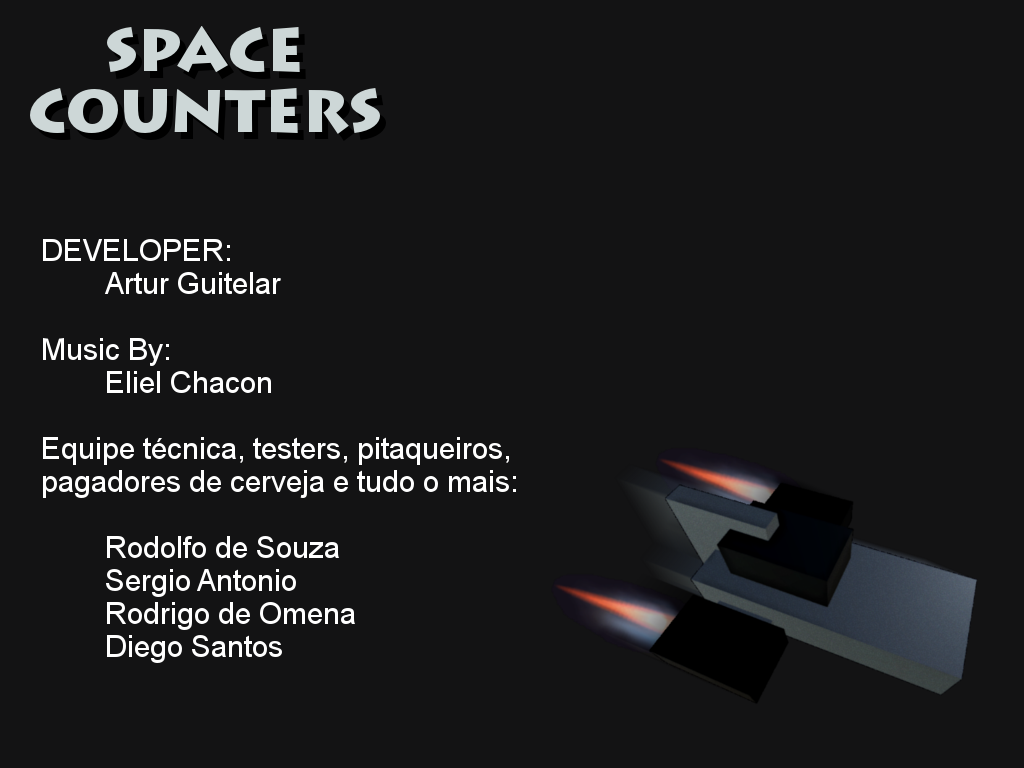 SPACE
COUNTERS
DEVELOPER:
Artur Guitelar
Music By:
Eliel Chacon
Equipe técnica, testers, pitaqueiros,
pagadores de cerveja e tudo o mais:
Rodolfo de Souza
Sergio Antonio
Rodrigo de Omena
Diego Santos